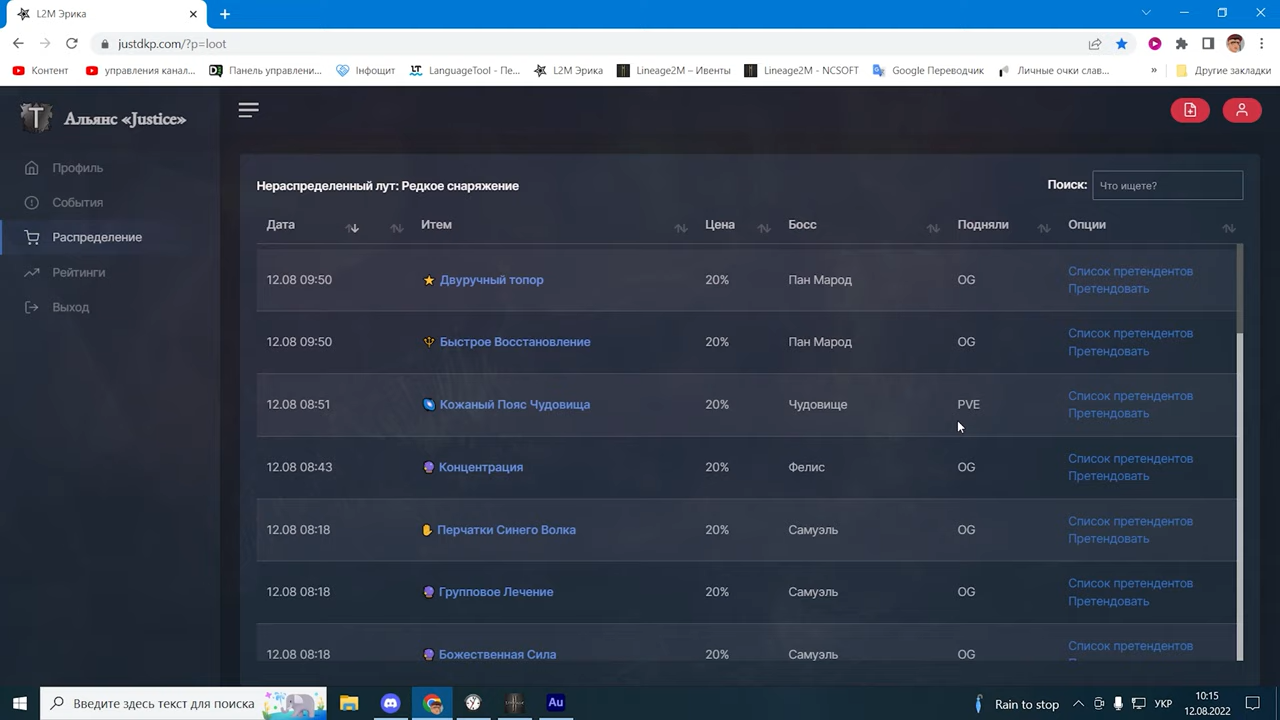 L2M Эрика
justdkp.com/?p=loot
Контент
управления канал...
Панель управлени...
Інфощит
LanguageTool - Пе...
L2M Эрика
Lineage2M – Ивенты
Lineage2M - NCSOFT
Google Переводчик
Личные очки слав...
»
Другие закладки
Альянс «Justice»
Профиль
События
Распределение
Рейтинги
Выход
Нераспределенный лут: Редкое снаряжение
Поиск: Что ищете?
Дата Итем Цена Босс Подняли Опции
12.08 09:50 Двуручный топор 20% Пан Марод OG Список претендентов
Претендовать
12.08 09:50 Быстрое Восстановление 20% Пан Марод OG Список претендентов
Претендовать
12.08 08:51 Кожаный Пояс Чудовища 20% Чудовище PVE Список претендентов
Претендовать
12.08 08:43 Концентрация 20% Фелис OG Список претендентов
Претендовать
12.08 08:18 Перчатки Синего Волка 20% Самуэль OG Список претендентов
Претендовать
12.08 08:18 Групповое Лечение 20% Самуэль OG Список претендентов
Претендовать
12.08 08:18 Божественная Сила 20% Самуэль OG Список претендентов
Введите здесь текст для поиска
Au
Rain to stop
УКР
10:15
12.08.2022